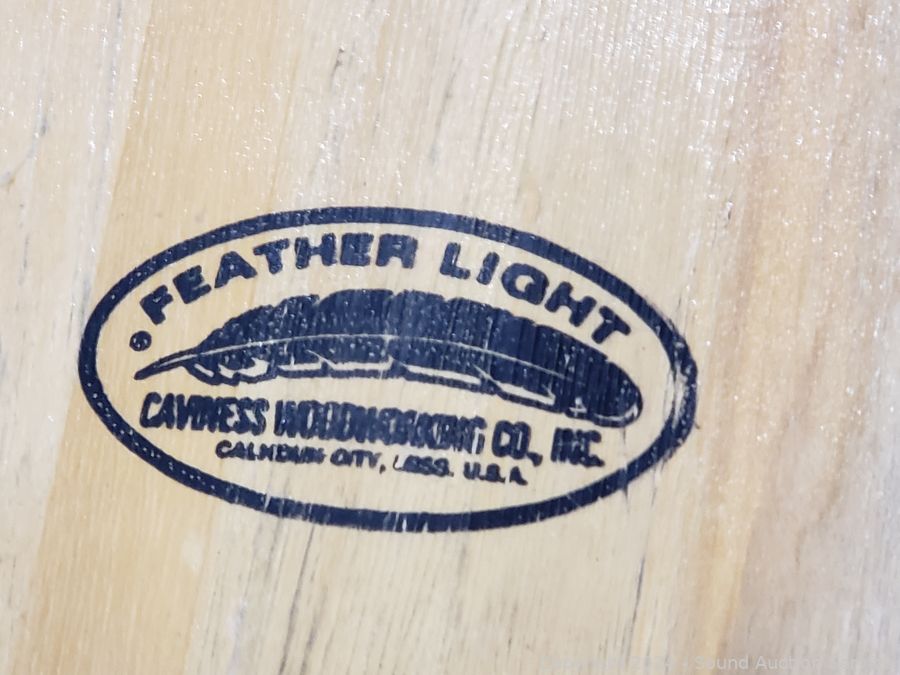 ® FEATHER LIGHT
CAVINESS WOODWORKING CO., INC.
CALHOUN CITY, MISS. U.S.A.
Sound Auction